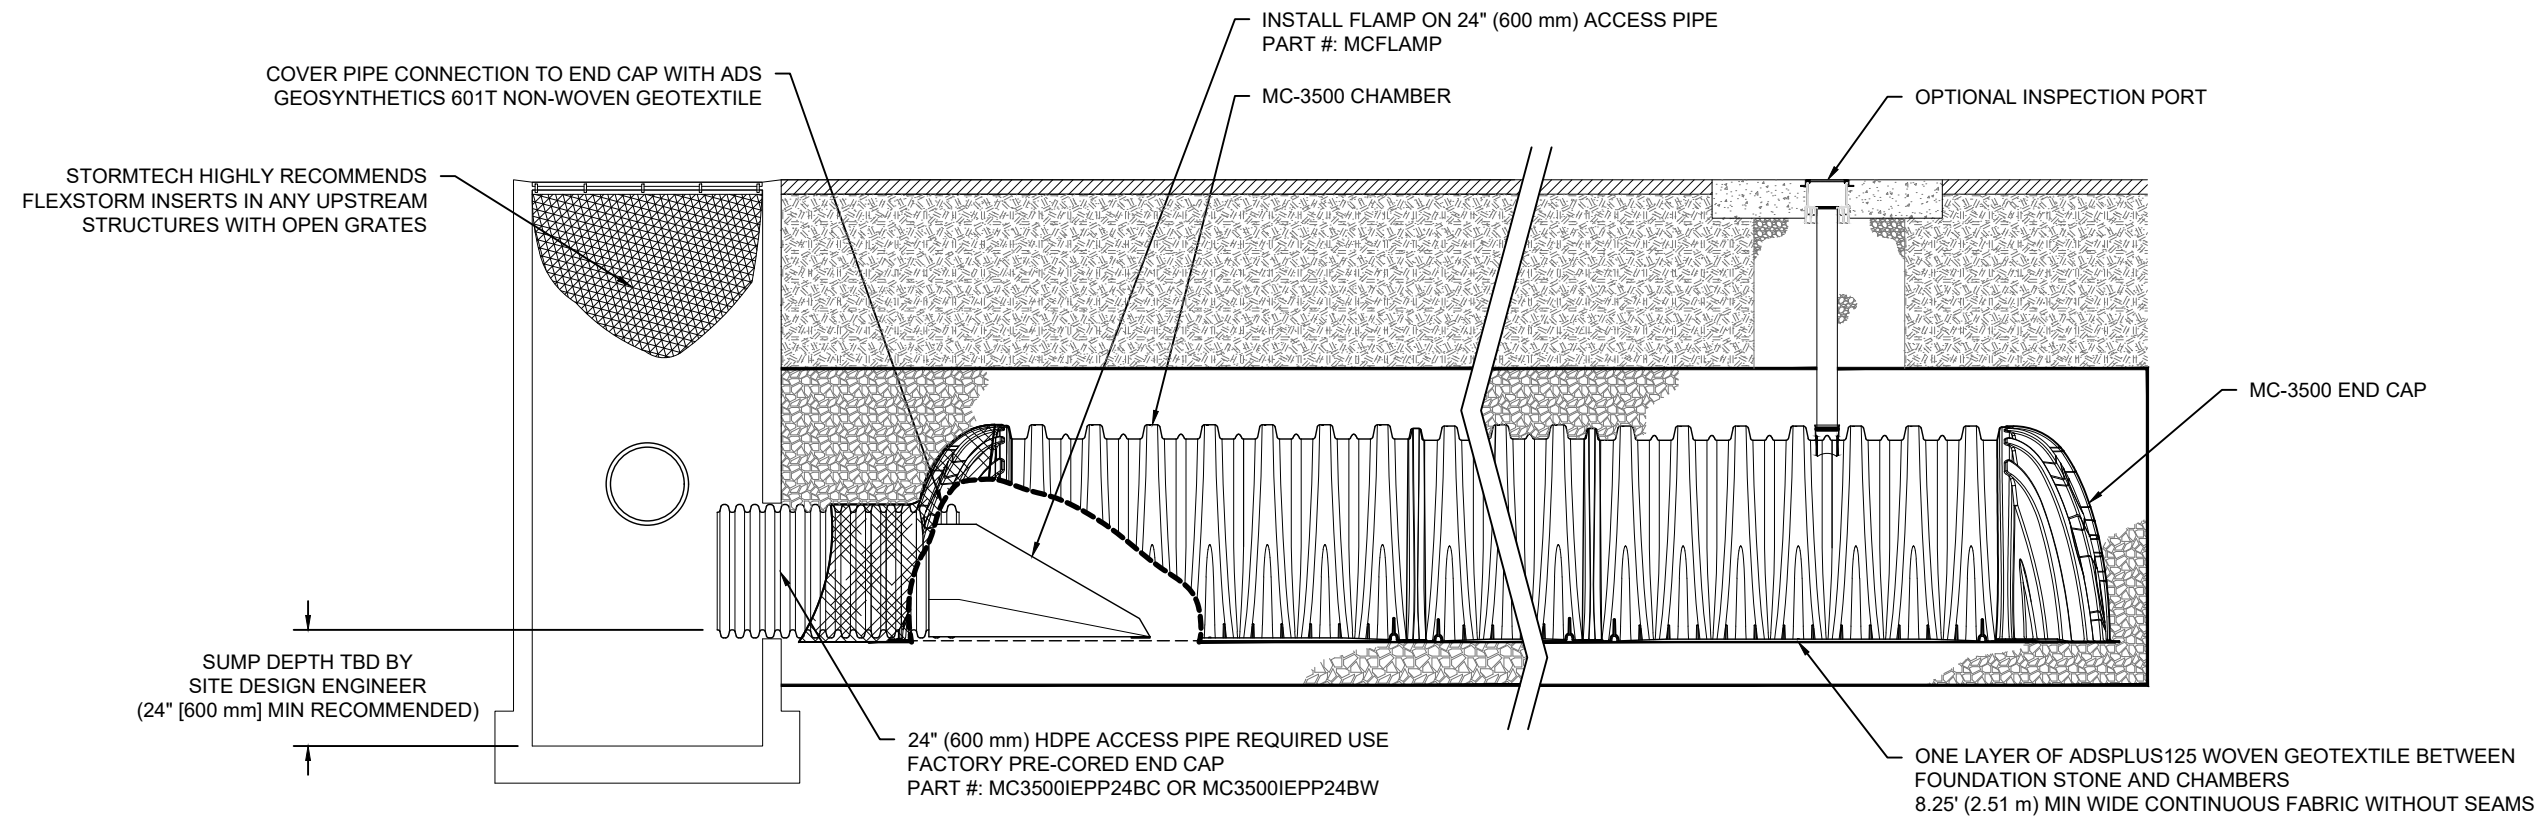 INSTALL FLAMP ON 24" (600 mm) ACCESS PIPE
PART #: MCFLAMP
COVER PIPE CONNECTION TO END CAP WITH ADS
GEOSYNTHETICS 601T NON-WOVEN GEOTEXTILE
MC-3500 CHAMBER
OPTIONAL INSPECTION PORT
STORMTECH HIGHLY RECOMMENDS
FLEXSTORM INSERTS IN ANY UPSTREAM
STRUCTURES WITH OPEN GRATES
MC-3500 END CAP
SUMP DEPTH TBD BY
SITE DESIGN ENGINEER
(24" [600 mm] MIN RECOMMENDED)
24" (600 mm) HDPE ACCESS PIPE REQUIRED USE
FACTORY PRE-CORED END CAP
PART #: MC3500IEPP24BC OR MC3500IEPP24BW
ONE LAYER OF ADSPLUS125 WOVEN GEOTEXTILE BETWEEN
FOUNDATION STONE AND CHAMBERS
8.25' (2.51 m) MIN WIDE CONTINUOUS FABRIC WITHOUT SEAMS